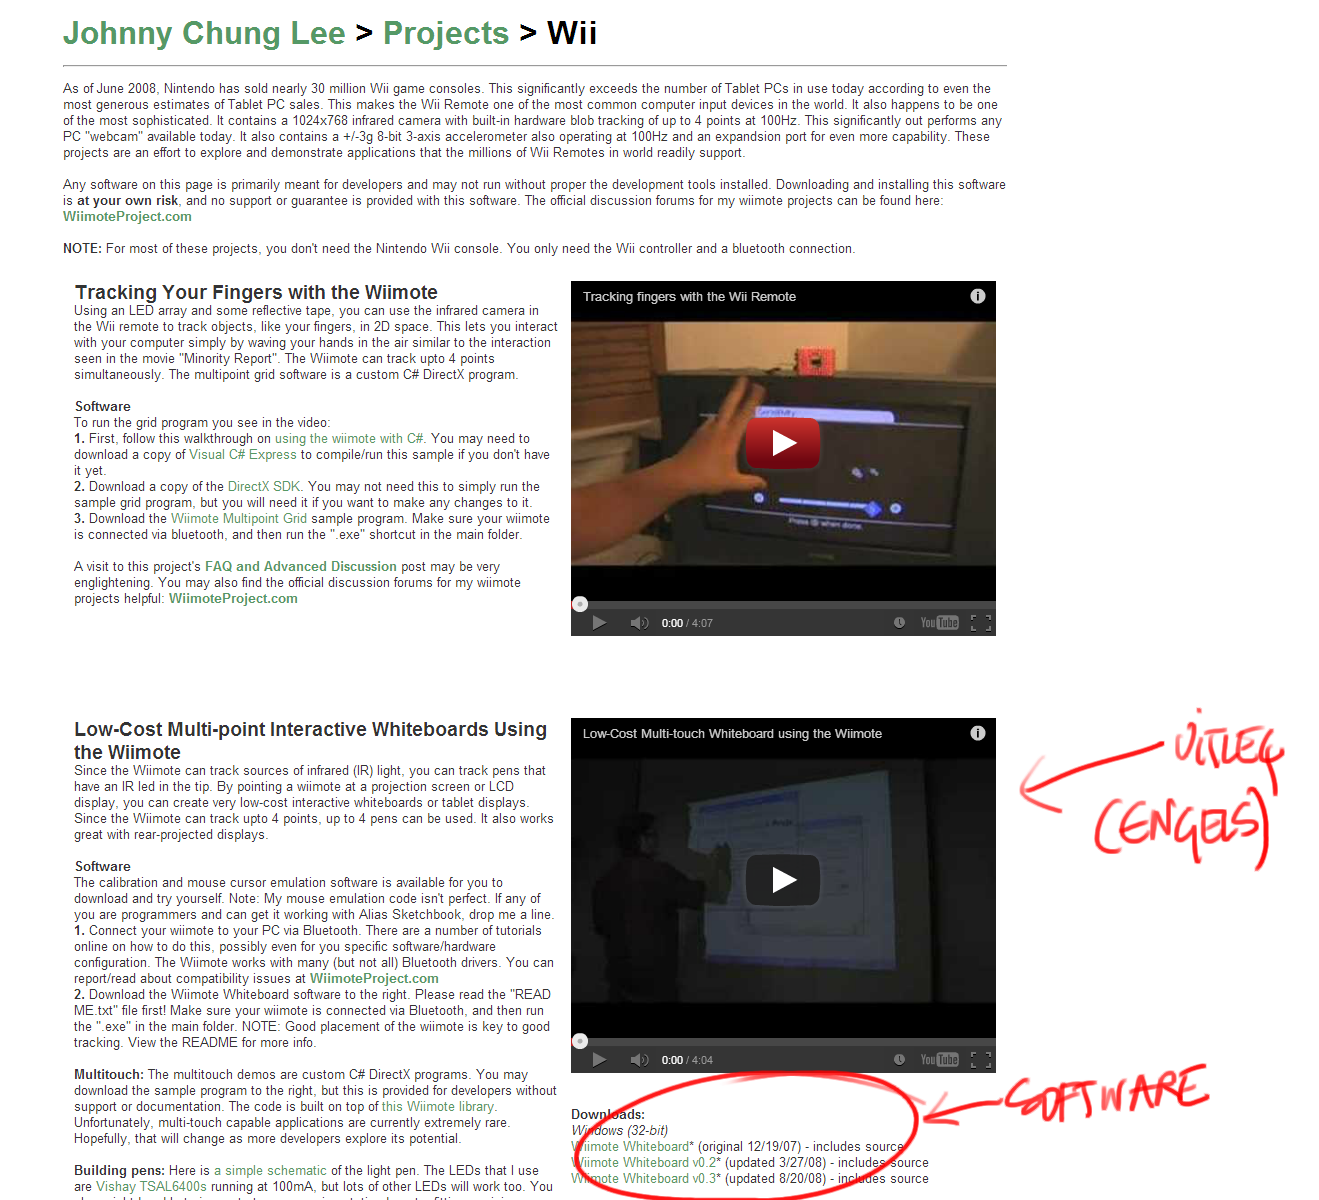 Johnny Chung Lee > Projects > Wii
As of June 2008, Nintendo has sold nearly 30 million Wii game consoles. This significantly exceeds the number of Tablet PCs in use today according to even the
most generous estimates of Tablet PC sales. This makes the Wii Remote one of the most common computer input devices in the world. It also happens to be one
of the most sophisticated. It contains a 1024x768 infrared camera with built-in hardware blob tracking of up to 4 points at 100Hz. This significantly out performs any
PC "webcam" available today. It also contains a +/-3g 8-bit 3-axis accelerometer also operating at 100Hz and an expandsion port for even more capability. These
projects are an effort to explore and demonstrate applications that the millions of Wii Remotes in world readily support.
Any software on this page is primarily meant for developers and may not run without proper the development tools installed. Downloading and installing this software
is at your own risk, and no support or guarantee is provided with this software. The official discussion forums for my wiimote projects can be found here:
WiimoteProject.com
NOTE: For most of these projects, you don't need the Nintendo Wii console. You only need the Wii controller and a bluetooth connection.
Tracking Your Fingers with the Wiimote
Using an LED array and some reflective tape, you can use the infrared camera in
the Wii remote to track objects, like your fingers, in 2D space. This lets you interact
with your computer simply by waving your hands in the air similar to the interaction
seen in the movie "Minority Report". The Wiimote can track upto 4 points
simultaneously. The multipoint grid software is a custom C# DirectX program.
Software
To run the grid program you see in the video:
1. First, follow this walkthrough on using the wiimote with C#. You may need to
download a copy of Visual C# Express to compile/run this sample if you don't have
it yet.
2. Download a copy of the DirectX SDK. You may not need this to simply run the
sample grid program, but you will need it if you want to make any changes to it.
3. Download the Wiimote Multipoint Grid sample program. Make sure your wiimote
is connected via bluetooth, and then run the ".exe" shortcut in the main folder.
A visit to this project's FAQ and Advanced Discussion post may be very
englightening. You may also find the official discussion forums for my wiimote
projects helpful: WiimoteProject.com
Tracking fingers with the Wii Remote
Press when done.
0:00 / 4:07
YouTube
Low-Cost Multi-point Interactive Whiteboards Using
the Wiimote
Since the Wiimote can track sources of infrared (IR) light, you can track pens that
have an IR led in the tip. By pointing a wiimote at a projection screen or LCD
display, you can create very low-cost interactive whiteboards or tablet displays.
Since the Wiimote can track upto 4 points, up to 4 pens can be used. It also works
great with rear-projected displays.
Software
The calibration and mouse cursor emulation software is available for you to
download and try yourself. Note: My mouse emulation code isn't perfect. If any of
you are programmers and can get it working with Alias Sketchbook, drop me a line.
1. Connect your wiimote to your PC via Bluetooth. There are a number of tutorials
online on how to do this, possibly even for you specific software/hardware
configuration. The Wiimote works with many (but not all) Bluetooth drivers. You can
report/read about compatibility issues at WiimoteProject.com
2. Download the Wiimote Whiteboard software to the right. Please read the "READ
ME.txt" file first! Make sure your wiimote is connected via Bluetooth, and then run
the ".exe" in the main folder. NOTE: Good placement of the wiimote is key to good
tracking. View the README for more info.
Multitouch: The multitouch demos are custom C# DirectX programs. You may
download the sample program to the right, but this is provided for developers without
support or documentation. The code is built on top of this Wiimote library.
Unfortunately, multi-touch capable applications are currently extremely rare.
Hopefully, that will change as more developers explore its potential.
Building pens: Here is a simple schematic of the light pen. The LEDs that I use
are Vishay TSAL6400s running at 100mA, but lots of other LEDs will work too. You
Low-Cost Multi-touch Whiteboard using the Wiimote
0:00 / 4:04
YouTube
UITLEG
(ENGELS)
SOFTWARE
Downloads:
Windows (32-bit)
Wiimote Whiteboard* (original 12/19/07) - includes source
Wiimote Whiteboard v0.2* (updated 3/27/08) - includes source
Wiimote Whiteboard v0.3* (updated 8/20/08) - includes source